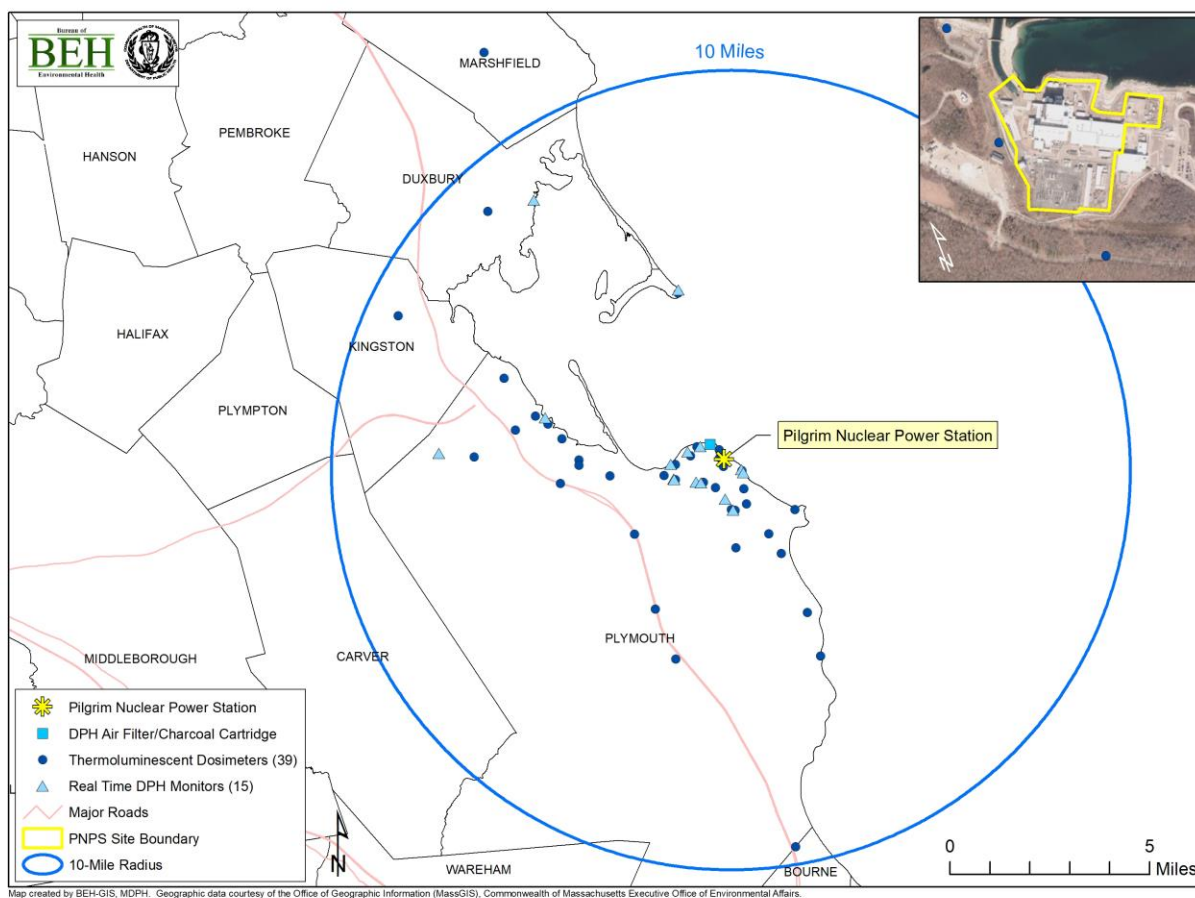 Bureau of
BEH
Environmental Health
10 Miles
MARSHFIELD
PEMBROKE
HANSON
DUXBURY
HALIFAX
KINGSTON
PLYMPTON
Pilgrim Nuclear Power Station
PLYMOUTH
MIDDLEBOROUGH
CARVER
WAREHAM
BOURNE
Pilgrim Nuclear Power Station
DPH Air Filter/Charcoal Cartridge
Thermoluminescent Dosimeters (39)
Real Time DPH Monitors (15)
Major Roads
PNPS Site Boundary
10-Mile Radius
N
N
0 5
Miles
Map created by BEH-GIS, MDPH. Geographic data courtesy of the Office of Geographic Information (MassGIS), Commonwealth of Massachusetts Executive Office of Environmental Affairs.